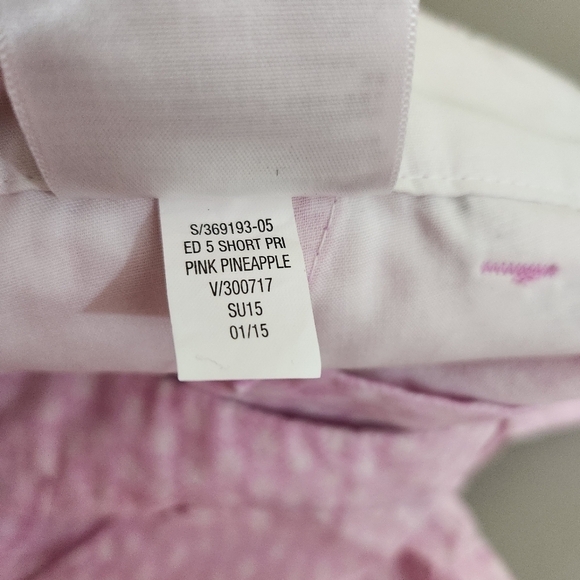 S/369193-05
ED 5 SHORT PRI
PINK PINEAPPLE
V/300717
SU15
01/15